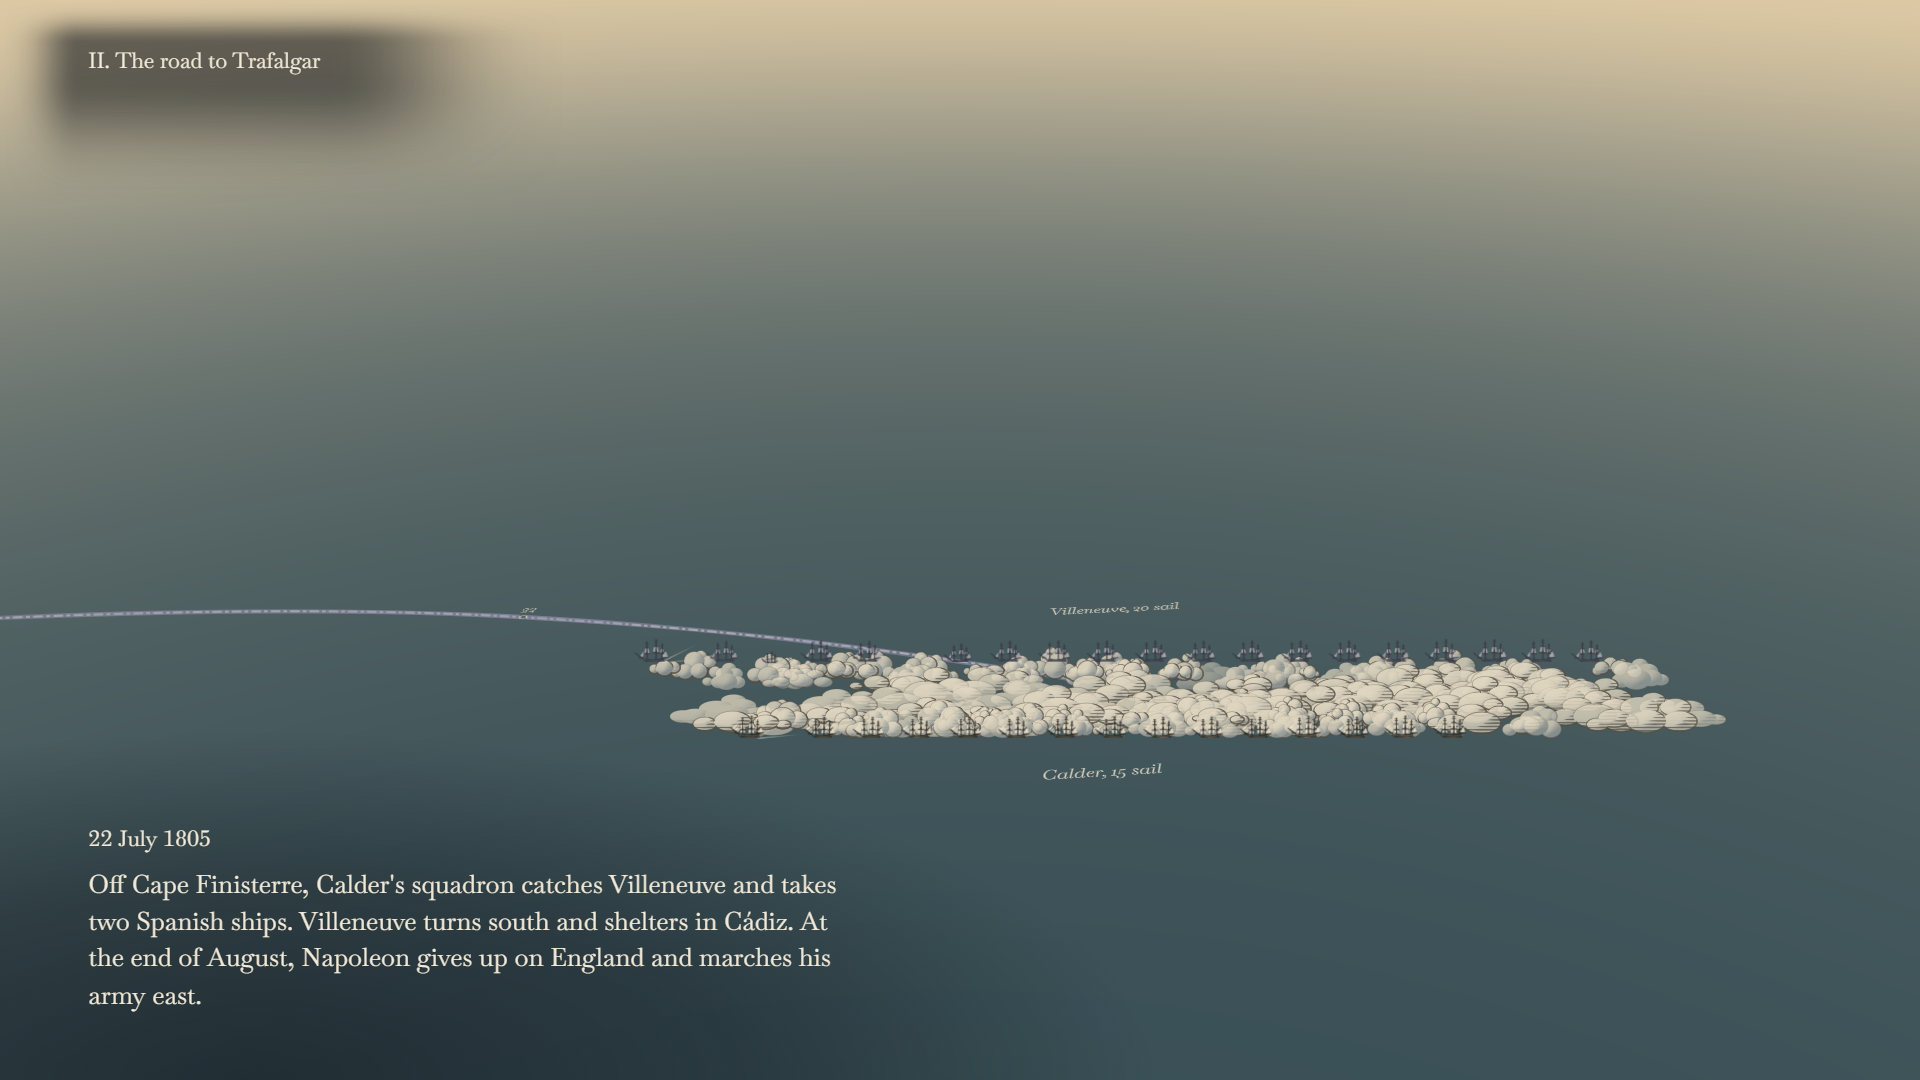 II. The road to Trafalgar
22
Villeneuve, 20 sail
Calder, 15 sail
22 July 1805
Off Cape Finisterre, Calder's squadron catches Villeneuve and takes
two Spanish ships. Villeneuve turns south and shelters in Cádiz. At
the end of August, Napoleon gives up on England and marches his
army east.